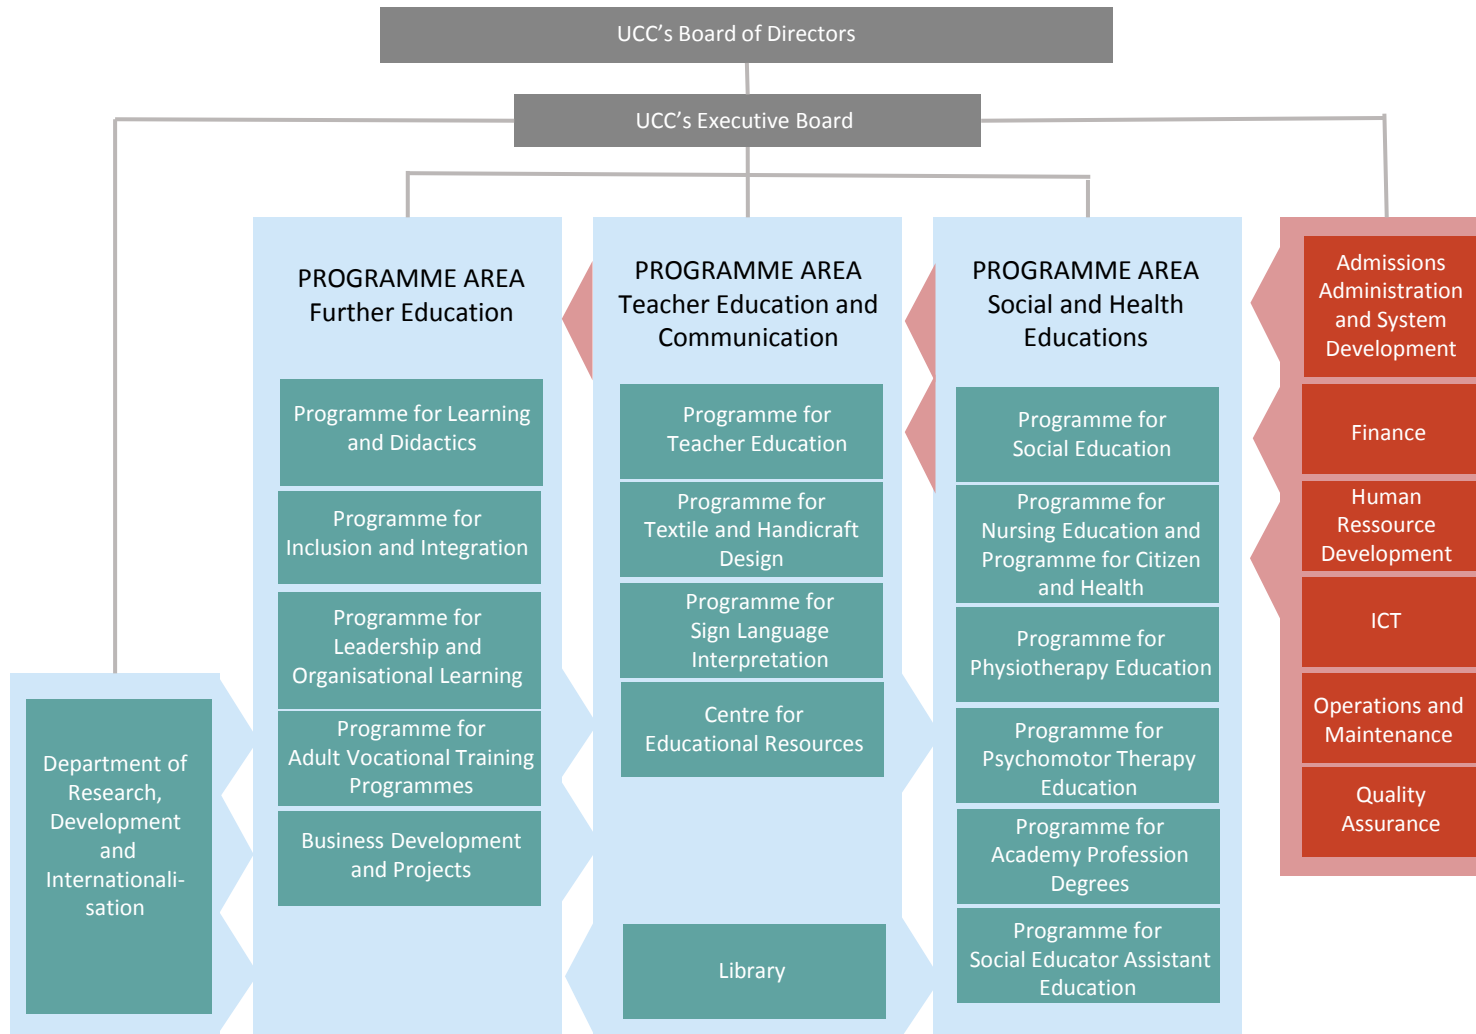 UCC's Board of Directors
UCC's Executive Board
PROGRAMME AREA
Further Education
Programme for Learning
and Didactics
Programme for
Inclusion and Integration
Programme for
Leadership and
Organisational Learning
Programme for
Adult Vocational Training
Programmes
Business Development
and Projects
PROGRAMME AREA
Teacher Education and
Communication
Programme for
Teacher Education
Programme for
Textile and Handicraft
Design
Programme for
Sign Language
Interpretation
Centre for
Educational Resources
Library
PROGRAMME AREA
Social and Health
Educations
Programme for
Social Education
Programme for
Nursing Education and
Programme for Citizen
and Health
Programme for
Physiotherapy Education
Programme for
Psychomotor Therapy
Education
Programme for
Academy Profession
Degrees
Programme for
Social Educator Assistant
Education
Admissions
Administration
and System
Development
Finance
Human
Ressource
Development
ICT
Operations and
Maintenance
Quality
Assurance
Department of
Research,
Development
and
Internationali-
sation